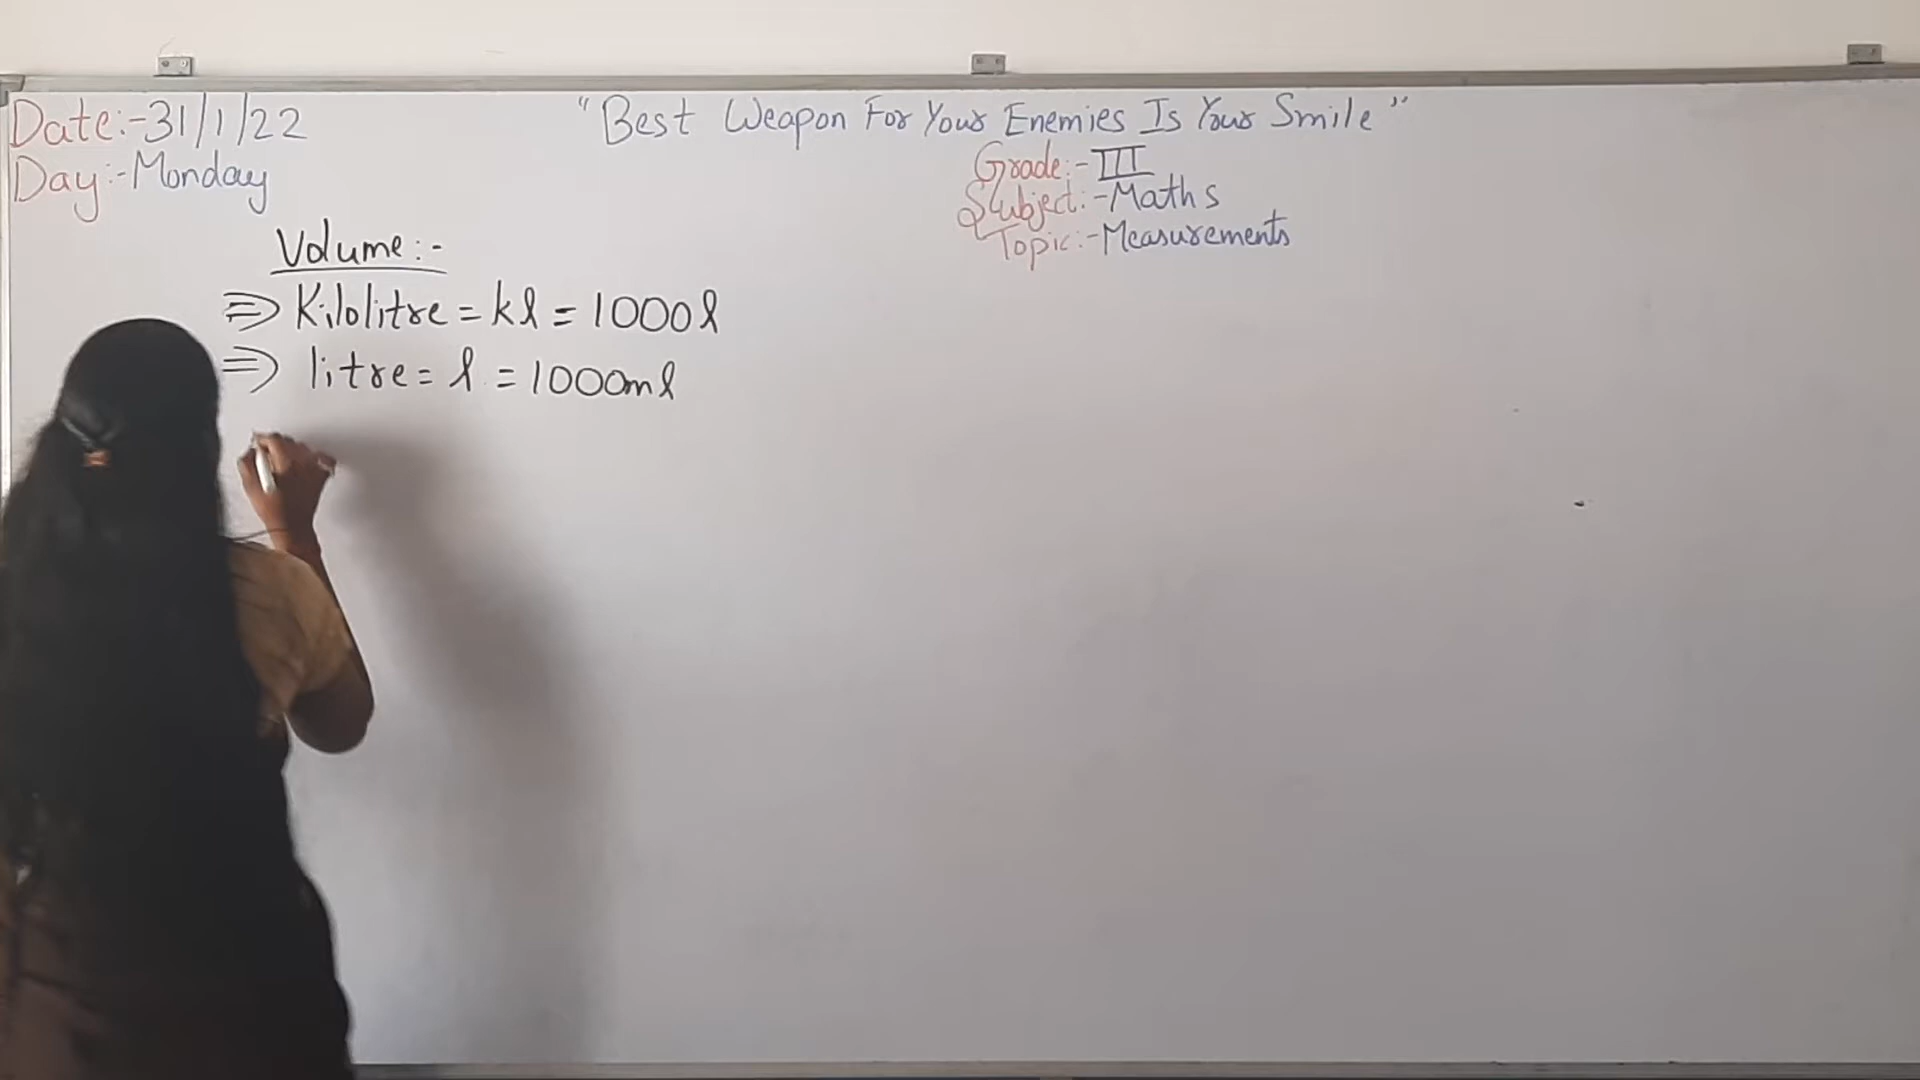 Date:-31/1/22
"Best Weapon For Your Enemies Is Your Smile"
Day:-Monday
Grade:-III
Subject:-Maths
Topic:-Measurements
Volume:-
⇒ Kilolitre = kl = 1000l
⇒ litre = l = 1000ml